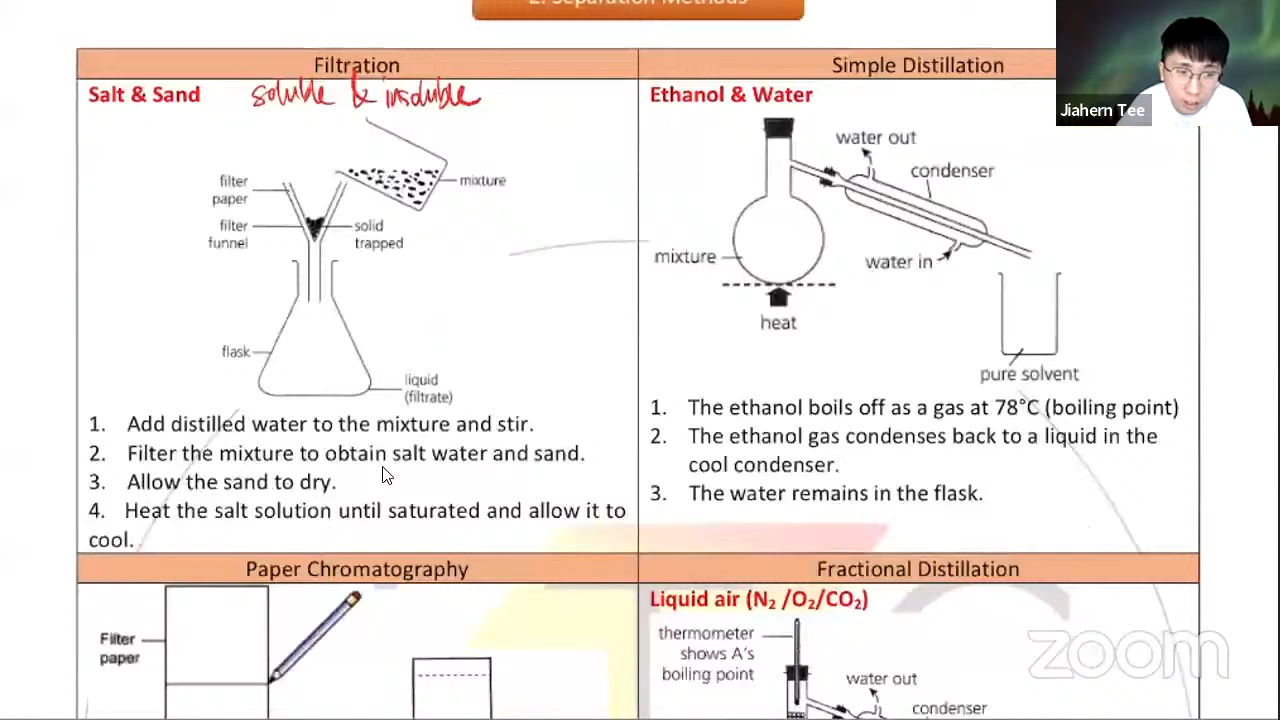 2. Separation Methods
Jiahern Tee
Filtration
Salt & Sand
soluble & insoluble
mixture
filter
paper
filter
funnel
solid
trapped
flask
liquid
(filtrate)
1. Add distilled water to the mixture and stir.
2. Filter the mixture to obtain salt water and sand.
3. Allow the sand to dry.
4. Heat the salt solution until saturated and allow it to
cool.
Simple Distillation
Ethanol & Water
water out
condenser
mixture
water in
heat
pure solvent
1. The ethanol boils off as a gas at 78°C (boiling point)
2. The ethanol gas condenses back to a liquid in the
cool condenser.
3. The water remains in the flask.
Paper Chromatography
Filter
paper
Fractional Distillation
Liquid air (N₂ /O₂/CO₂)
thermometer
shows A's
boiling point
water out
condenser
zoom